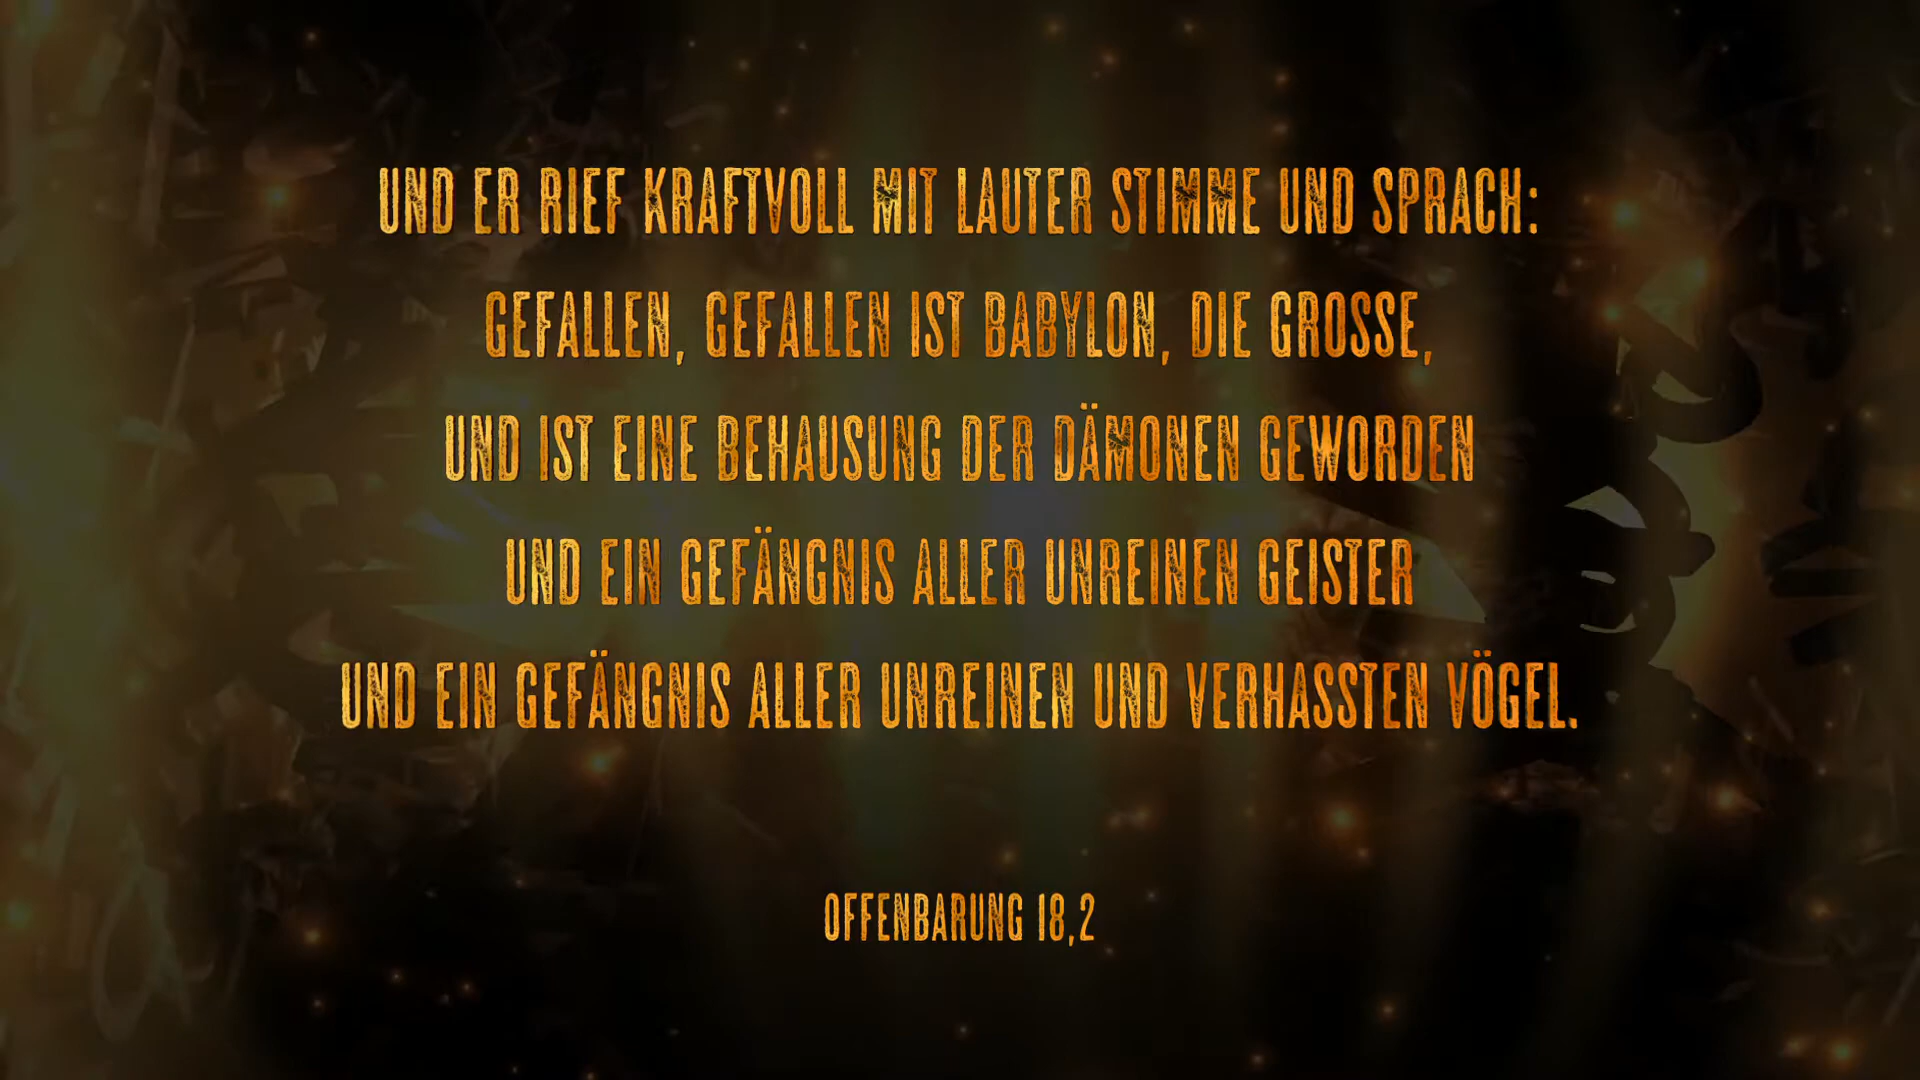 UND ER RIEF KRAFTVOLL MIT LAUTER STIMME UND SPRACH:
GEFALLEN, GEFALLEN IST BABYLON, DIE GROSSE,
UND IST EINE BEHAUSUNG DER DÄMONEN GEWORDEN
UND EIN GEFÄNGNIS ALLER UNREINEN GEISTER
UND EIN GEFÄNGNIS ALLER UNREINEN UND VERHASSTEN VÖGEL.
OFFENBARUNG 18,2